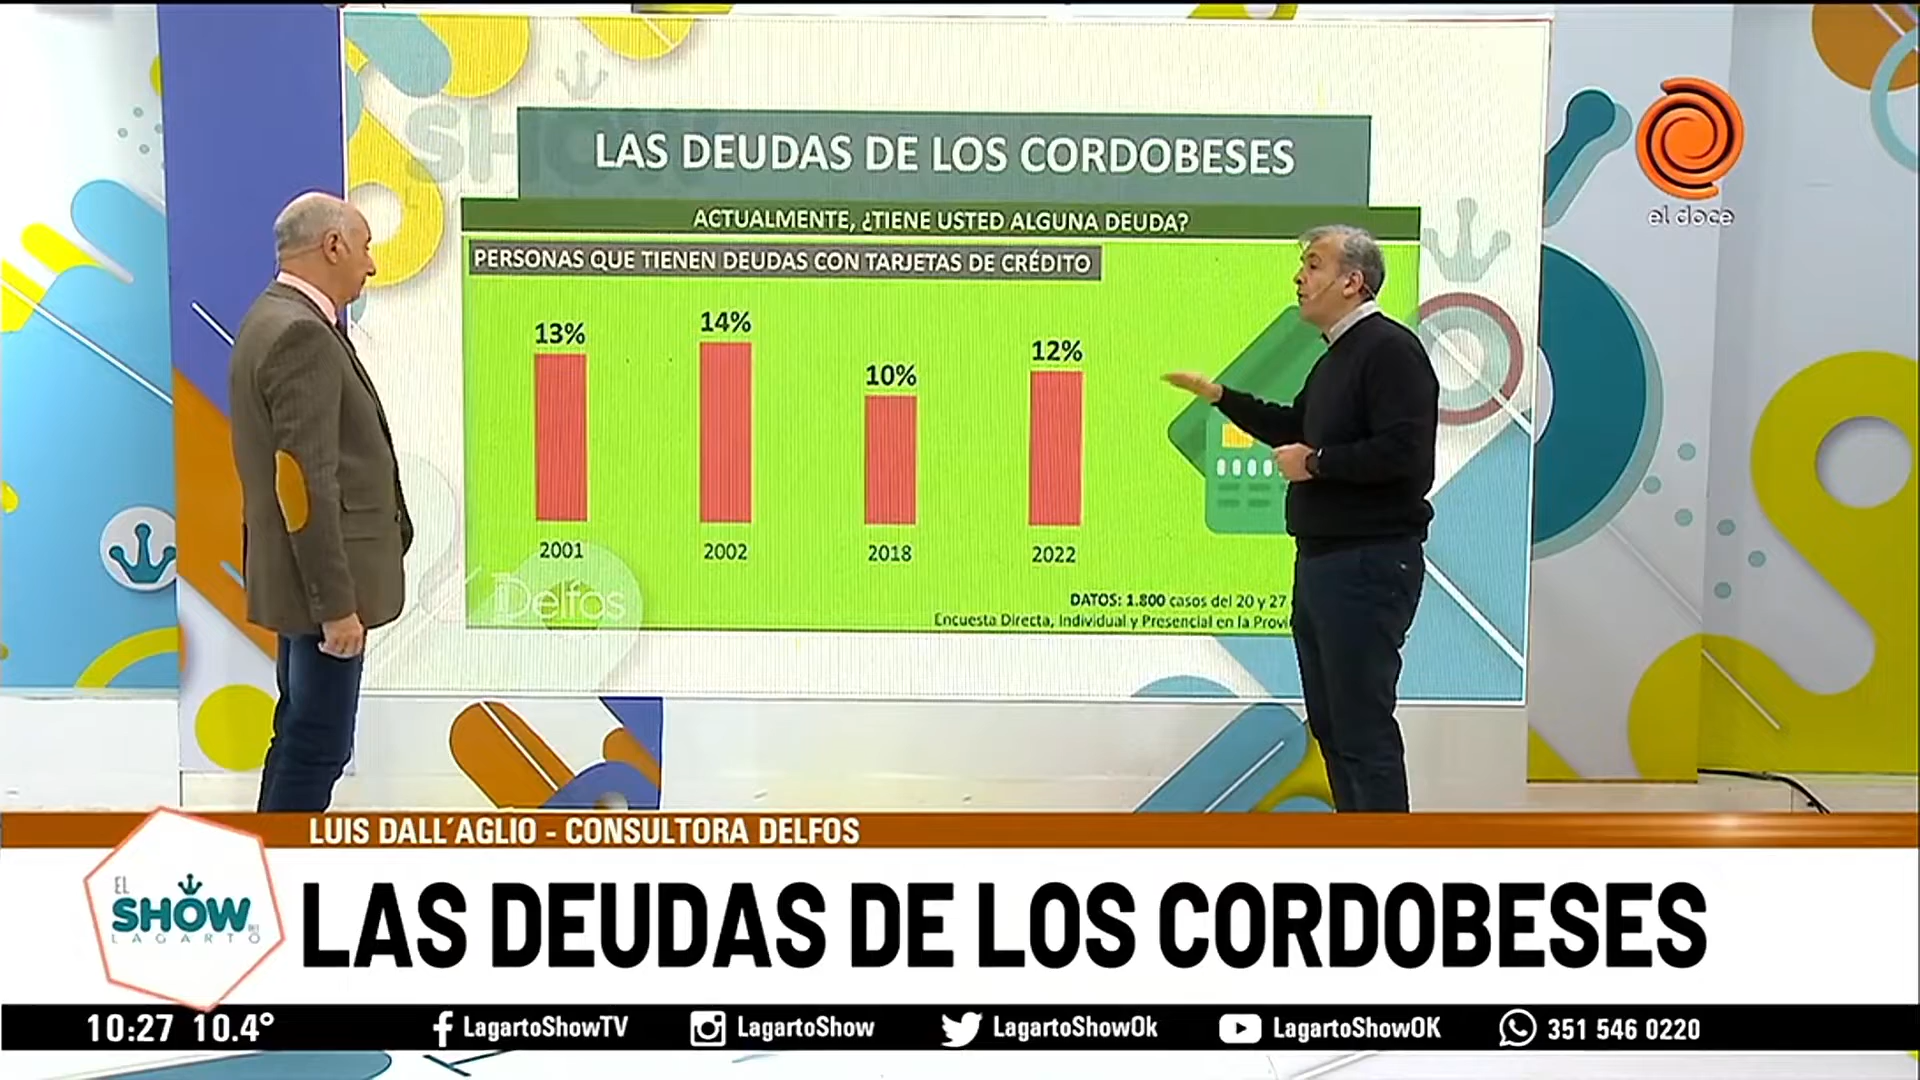 SHOW
LAS DEUDAS DE LOS CORDOBESES
ACTUALMENTE, ¿TIENE USTED ALGUNA DEUDA?
PERSONAS QUE TIENEN DEUDAS CON TARJETAS DE CRÉDITO
13%
14%
10%
12%
2001
2002
2018
2022
Delfos
DATOS: 1.800 casos del 20 y 27
Encuesta Directa, Individual y Presencial en la
el doce
LUIS DALL´AGLIO - CONSULTORA DELFOS
EL
SHOW
DEL
LAGARTO
LAS DEUDAS DE LOS CORDOBESES
10:27 10.4°
LagartoShowTV
LagartoShow
LagartoShowOk
LagartoShowOK
351 546 0220